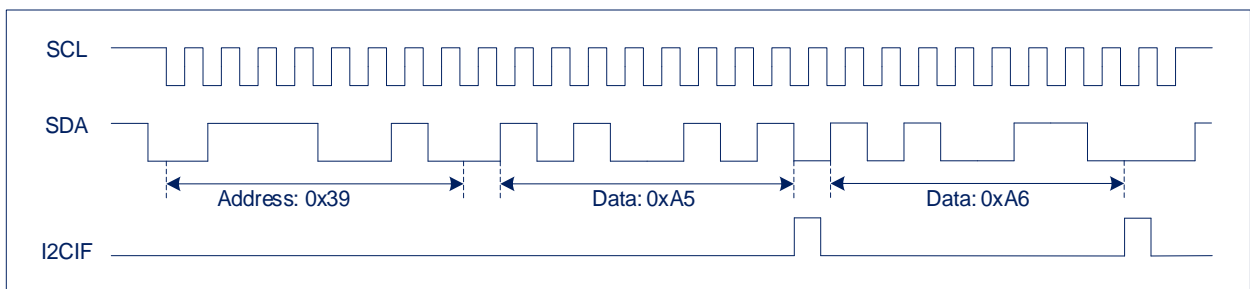 SCL
SDA
Address: 0x39
Data: 0xA5
Data: 0xA6
I2CIF